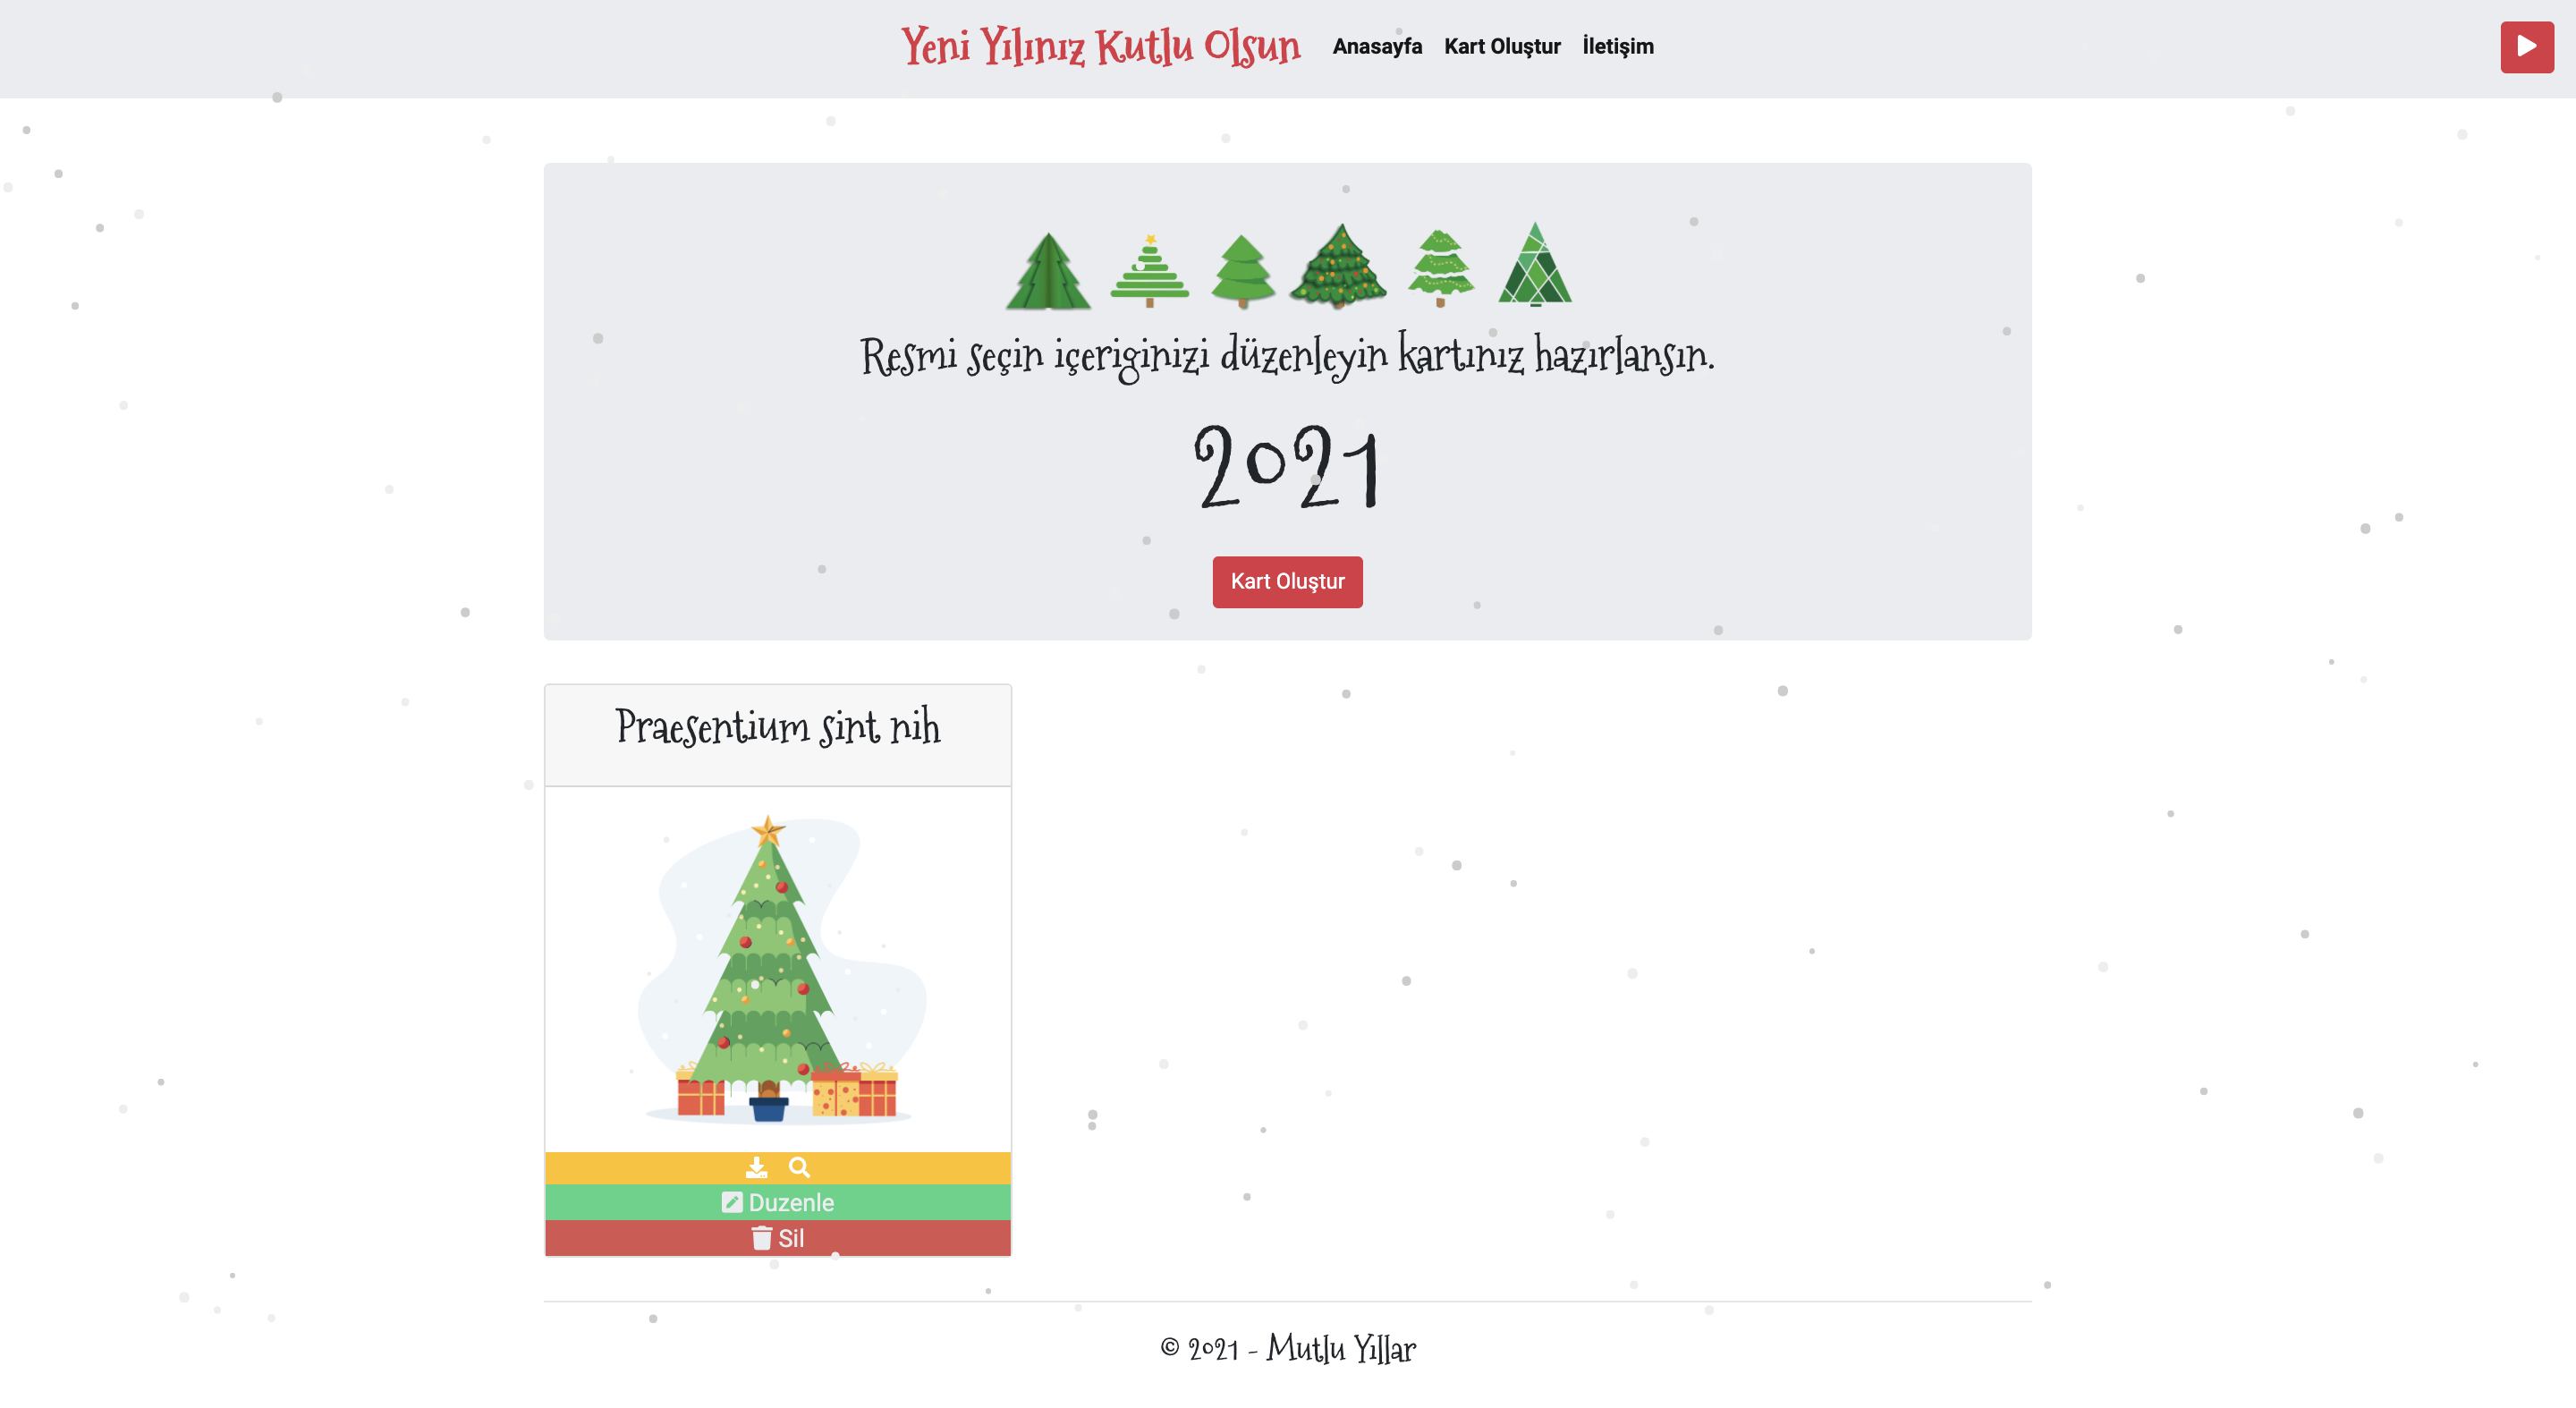 Yeni Yılınız Kutlu Olsun Anasayfa Kart Oluştur İletişim
Resmi seçin içeriginizi düzenleyin kartınız hazırlansın.
2021
Kart Oluştur
Praesentium sint nih
Duzenle
Sil
© 2021 - Mutlu Yıllar